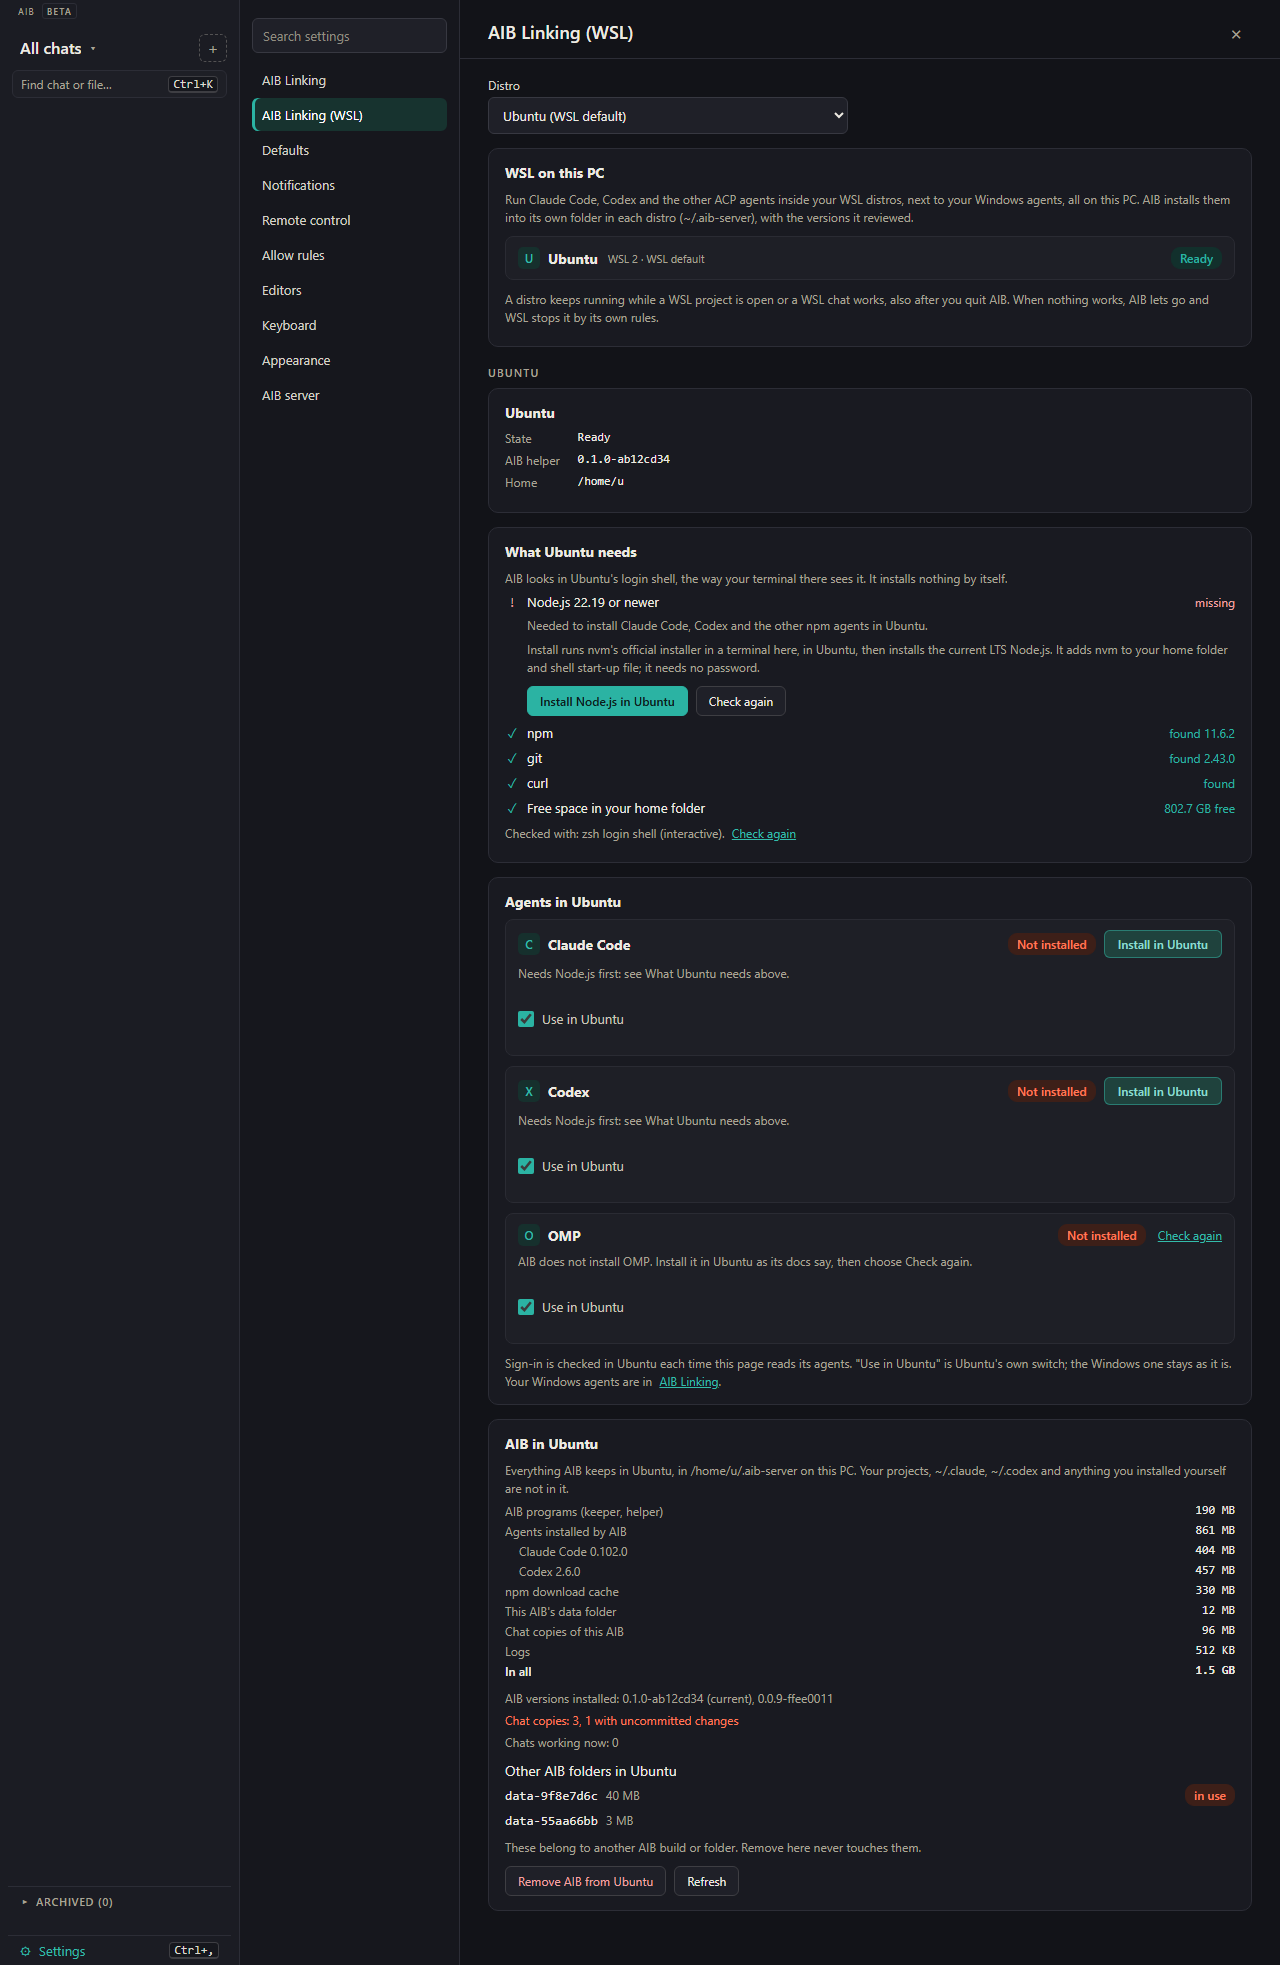 AIB BETA
All chats
+
Find chat or file... Ctrl+K
ARCHIVED (0)
Settings Ctrl+,
Search settings
AIB Linking
AIB Linking (WSL)
Defaults
Notifications
Remote control
Allow rules
Editors
Keyboard
Appearance
AIB server
AIB Linking (WSL)
Distro
Ubuntu (WSL default)
WSL on this PC
Run Claude Code, Codex and the other ACP agents inside your WSL distros, next to your Windows agents, all on this PC. AIB installs them
into its own folder in each distro (~/.aib-server), with the versions it reviewed.
U Ubuntu WSL 2 · WSL default Ready
A distro keeps running while a WSL project is open or a WSL chat works, also after you quit AIB. When nothing works, AIB lets go and
WSL stops it by its own rules.
UBUNTU
Ubuntu
State Ready
AIB helper 0.1.0-ab12cd34
Home /home/u
What Ubuntu needs
AIB looks in Ubuntu's login shell, the way your terminal there sees it. It installs nothing by itself.
! Node.js 22.19 or newer missing
Needed to install Claude Code, Codex and the other npm agents in Ubuntu.
Install runs nvm's official installer in a terminal here, in Ubuntu, then installs the current LTS Node.js. It adds nvm to your home folder
and shell start-up file; it needs no password.
Install Node.js in Ubuntu Check again
✓ npm found 11.6.2
✓ git found 2.43.0
✓ curl found
✓ Free space in your home folder 802.7 GB free
Checked with: zsh login shell (interactive). Check again
Agents in Ubuntu
C Claude Code Not installed Install in Ubuntu
Needs Node.js first: see What Ubuntu needs above.
Use in Ubuntu
X Codex Not installed Install in Ubuntu
Needs Node.js first: see What Ubuntu needs above.
Use in Ubuntu
O OMP Not installed Check again
AIB does not install OMP. Install it in Ubuntu as its docs say, then choose Check again.
Use in Ubuntu
Sign-in is checked in Ubuntu each time this page reads its agents. "Use in Ubuntu" is Ubuntu's own switch; the Windows one stays as it is.
Your Windows agents are in AIB Linking.
AIB in Ubuntu
Everything AIB keeps in Ubuntu, in /home/u/.aib-server on this PC. Your projects, ~/.claude, ~/.codex and anything you installed yourself
are not in it.
AIB programs (keeper, helper) 190 MB
Agents installed by AIB 861 MB
Claude Code 0.102.0 404 MB
Codex 2.6.0 457 MB
npm download cache 330 MB
This AIB's data folder 12 MB
Chat copies of this AIB 96 MB
Logs 512 KB
In all 1.5 GB
AIB versions installed: 0.1.0-ab12cd34 (current), 0.0.9-ffee0011
Chat copies: 3, 1 with uncommitted changes
Chats working now: 0
Other AIB folders in Ubuntu
data-9f8e7d6c 40 MB in use
data-55aa66bb 3 MB
These belong to another AIB build or folder. Remove here never touches them.
Remove AIB from Ubuntu Refresh